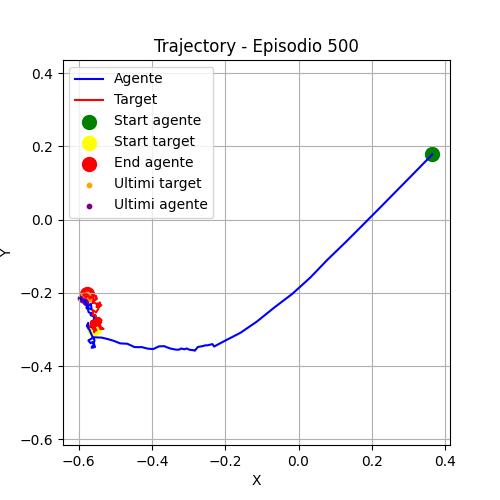 Trajectory - Episodio 500
Agente
Target
Start agente
Start target
End agente
Ultimi target
Ultimi agente
0.4
0.2
0.0
−0.2
−0.4
−0.6
Y
−0.6 −0.4 −0.2 0.0 0.2 0.4
X